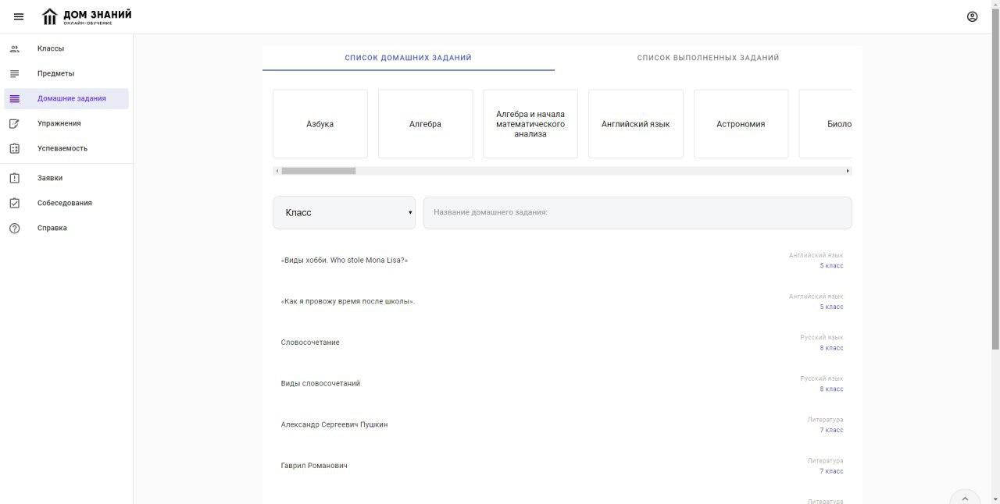 ДОМ ЗНАНИЙ
ОНЛАЙН-ОБУЧЕНИЕ
Классы
Предметы
Домашние задания
Упражнения
Успеваемость
Заявки
Собеседования
Справка
СПИСОК ДОМАШНИХ ЗАДАНИЙ
СПИСОК ВЫПОЛНЕННЫХ ЗАДАНИЙ
Азбука
Алгебра
Алгебра и начала
математического
анализа
Английский язык
Астрономия
Биоло
Класс
Название домашнего задания:
«Виды хобби. Who stole Mona Lisa?»
Английский язык
5 класс
«Как я провожу время после школы».
Английский язык
5 класс
Словосочетание
Русский язык
8 класс
Виды словосочетаний
Русский язык
8 класс
Александр Сергеевич Пушкин
Литература
7 класс
Гаврил Романович
Литература
7 класс
Литература